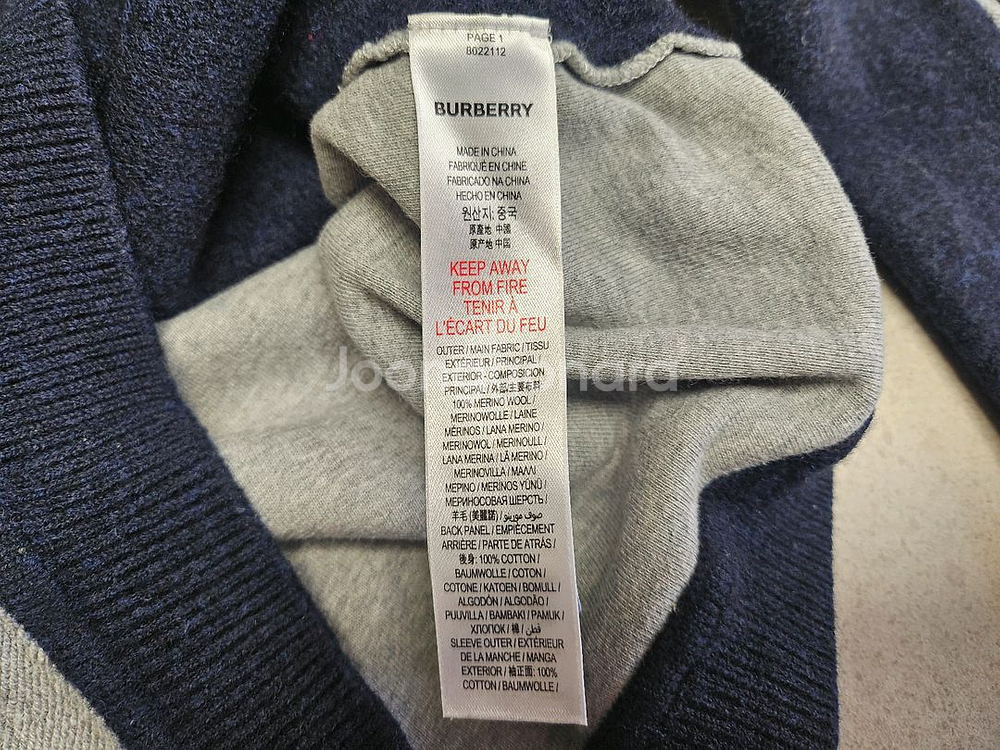 PAGE 1
8022112
BURBERRY
MADE IN CHINA
FABRIQUÉ EN CHINE
FABRICADO NA CHINA
HECHO EN CHINA
원산지: 중국
原產地: 中國
原产地: 中国
KEEP AWAY
FROM FIRE
TENIR À
L'ÉCART DU FEU
OUTER / MAIN FABRIC / TISSU
EXTÉRIEUR / PRINCIPAL /
EXTERIOR - COMPOSICION
PRINCIPAL / 外部/主要布料:
100% MERINO WOOL /
MERINOWOLLE / LAINE
MÉRINOS / LANA MERINO /
MERINOWOL / MERINOULL /
LANA MERINA / LÃ MERINO /
MERINOVILLA / ΜΑΛΛΙ
ΜΕΡΙΝΟ / MERİNOS YÜNÜ /
МЕРИНОСОВАЯ ШЕРСТЬ /
羊毛 (美麗諾) / صوف مورينو /
BACK PANEL / EMPIÈCEMENT
ARRIÈRE / PARTE DE ATRÁS /
後身: 100% COTTON /
BAUMWOLLE / COTON /
COTONE / KATOEN / BOMULL /
ALGODÓN / ALGODÃO /
PUUVILLA / BAMBAKI / PAMUK /
ХЛОПОК / 棉 / قطن /
SLEEVE OUTER / EXTÉRIEUR
DE LA MANCHE / MANGA
EXTERIOR / 袖正面: 100%
COTTON / BAUMWOLLE /